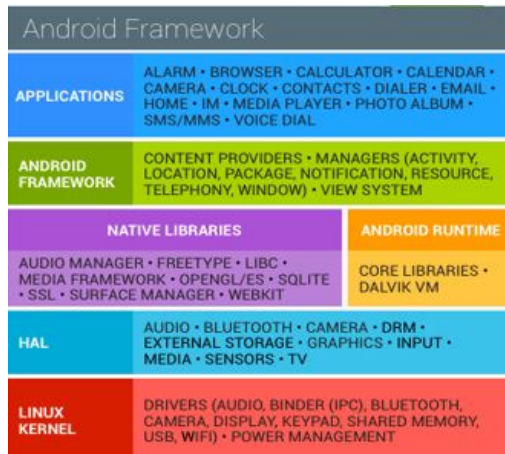 Android Framework
APPLICATIONS
ALARM • BROWSER • CALCULATOR • CALENDAR •
CAMERA • CLOCK • CONTACTS • DIALER • EMAIL •
HOME • IM • MEDIA PLAYER • PHOTO ALBUM •
SMS/MMS • VOICE DIAL
ANDROID
FRAMEWORK
CONTENT PROVIDERS • MANAGERS (ACTIVITY,
LOCATION, PACKAGE, NOTIFICATION, RESOURCE,
TELEPHONY, WINDOW) • VIEW SYSTEM
NATIVE LIBRARIES
AUDIO MANAGER • FREETYPE • LIBC •
MEDIA FRAMEWORK • OPENGL/ES • SQLITE
• SSL • SURFACE MANAGER • WEBKIT
ANDROID RUNTIME
CORE LIBRARIES •
DALVIK VM
HAL
AUDIO • BLUETOOTH • CAMERA • DRM •
EXTERNAL STORAGE • GRAPHICS • INPUT •
MEDIA • SENSORS • TV
LINUX
KERNEL
DRIVERS (AUDIO, BINDER (IPC), BLUETOOTH,
CAMERA, DISPLAY, KEYPAD, SHARED MEMORY,
USB, WIFI) • POWER MANAGEMENT